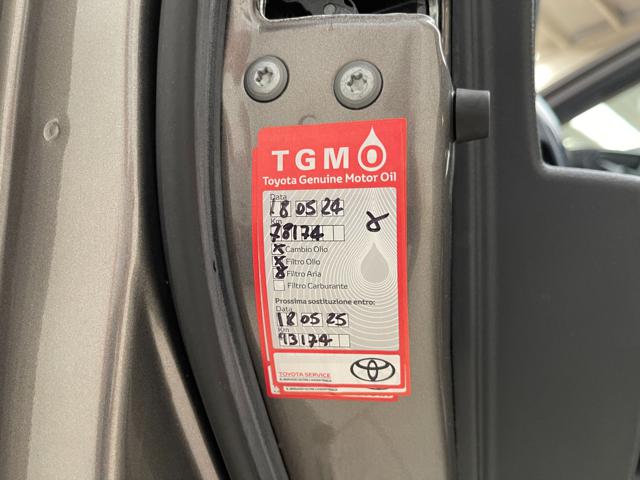 TGMO
Toyota Genuine Motor Oil
Data
18 05 24
Km
78174
x Cambio Olio
x Filtro Olio
x Filtro Aria
Filtro Carburante
Prossima sostituzione entro:
Data
18 05 25
Km
93174
TOYOTA SERVICE